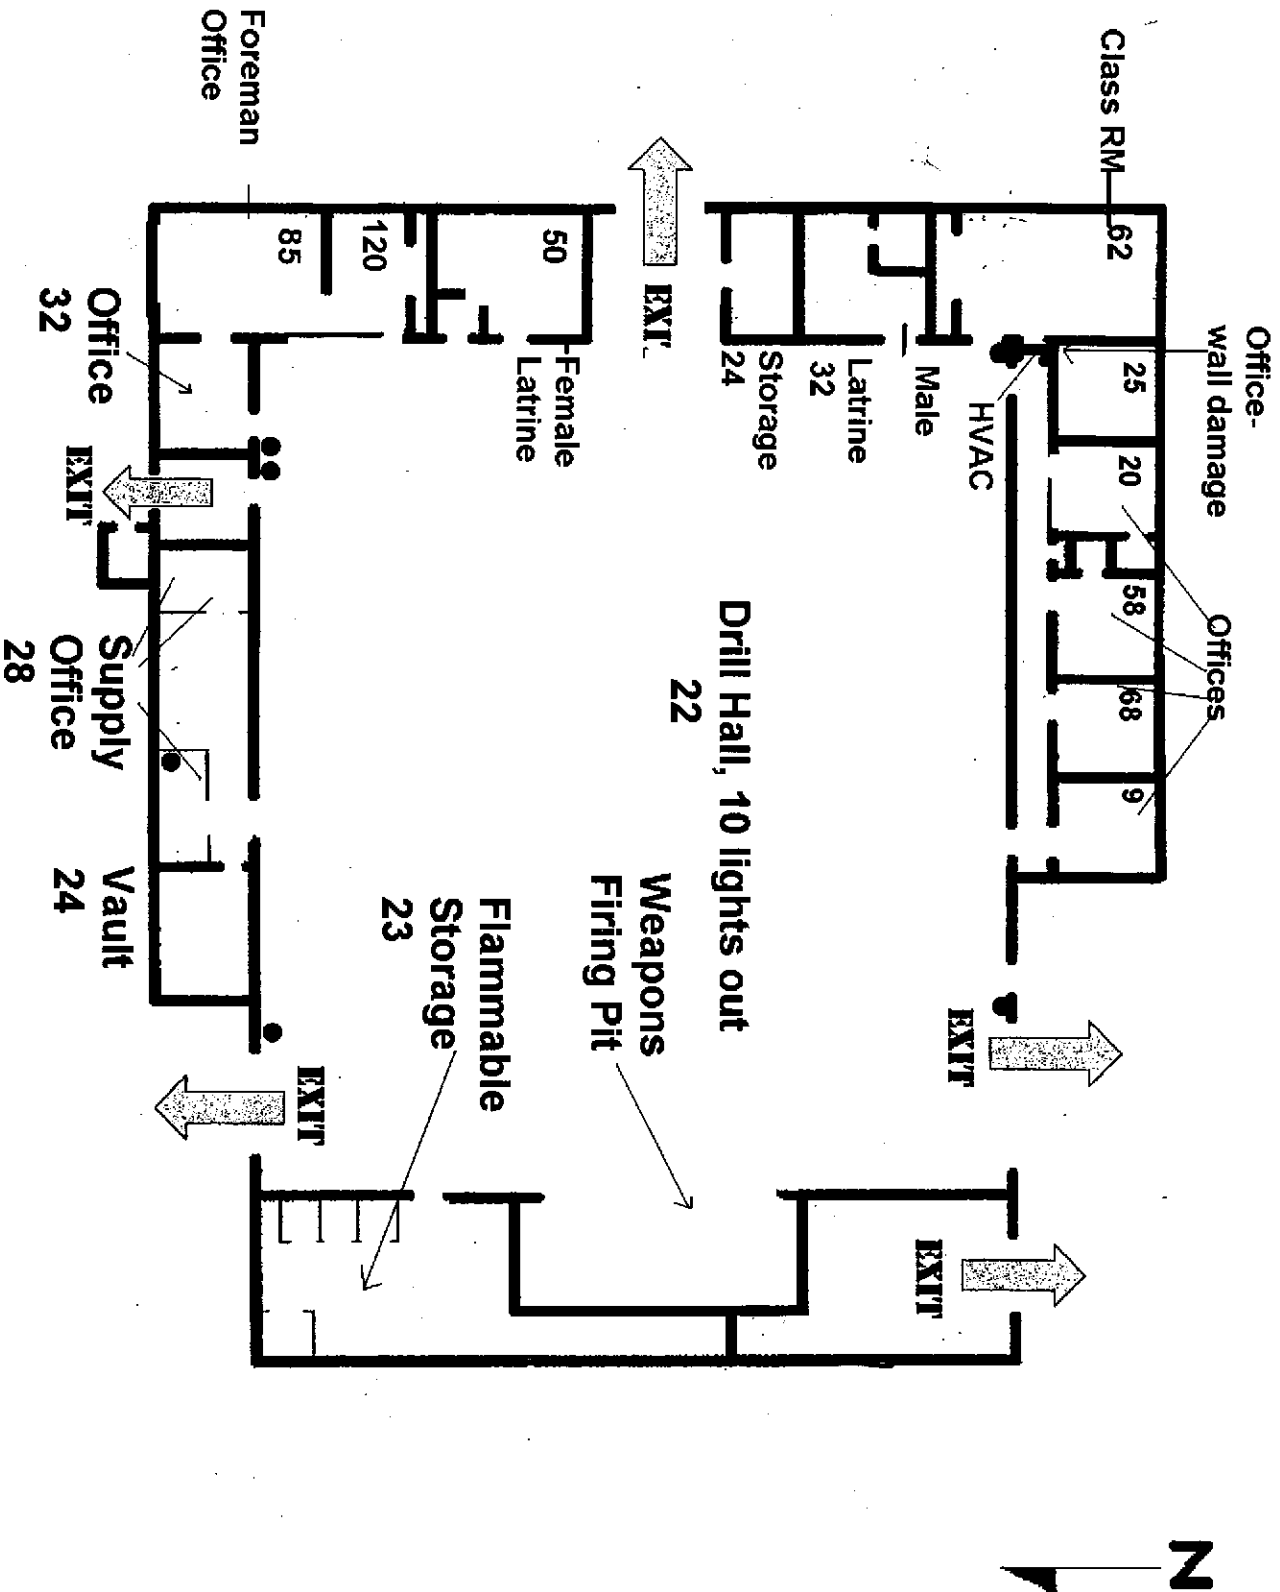 Office-
wall damage
Offices
N
Class RM
62
25
20
58
68
9
HVAC
EXIT
EXIT
Male
Latrine
32
Storage
24
Drill Hall, 10 lights out
22
EXIT
Weapons
Firing Pit
50
Female
Latrine
Flammable
Storage
23
120
85
EXIT
Foreman
Office
Office
32
EXIT
Supply
Office
28
Vault
24